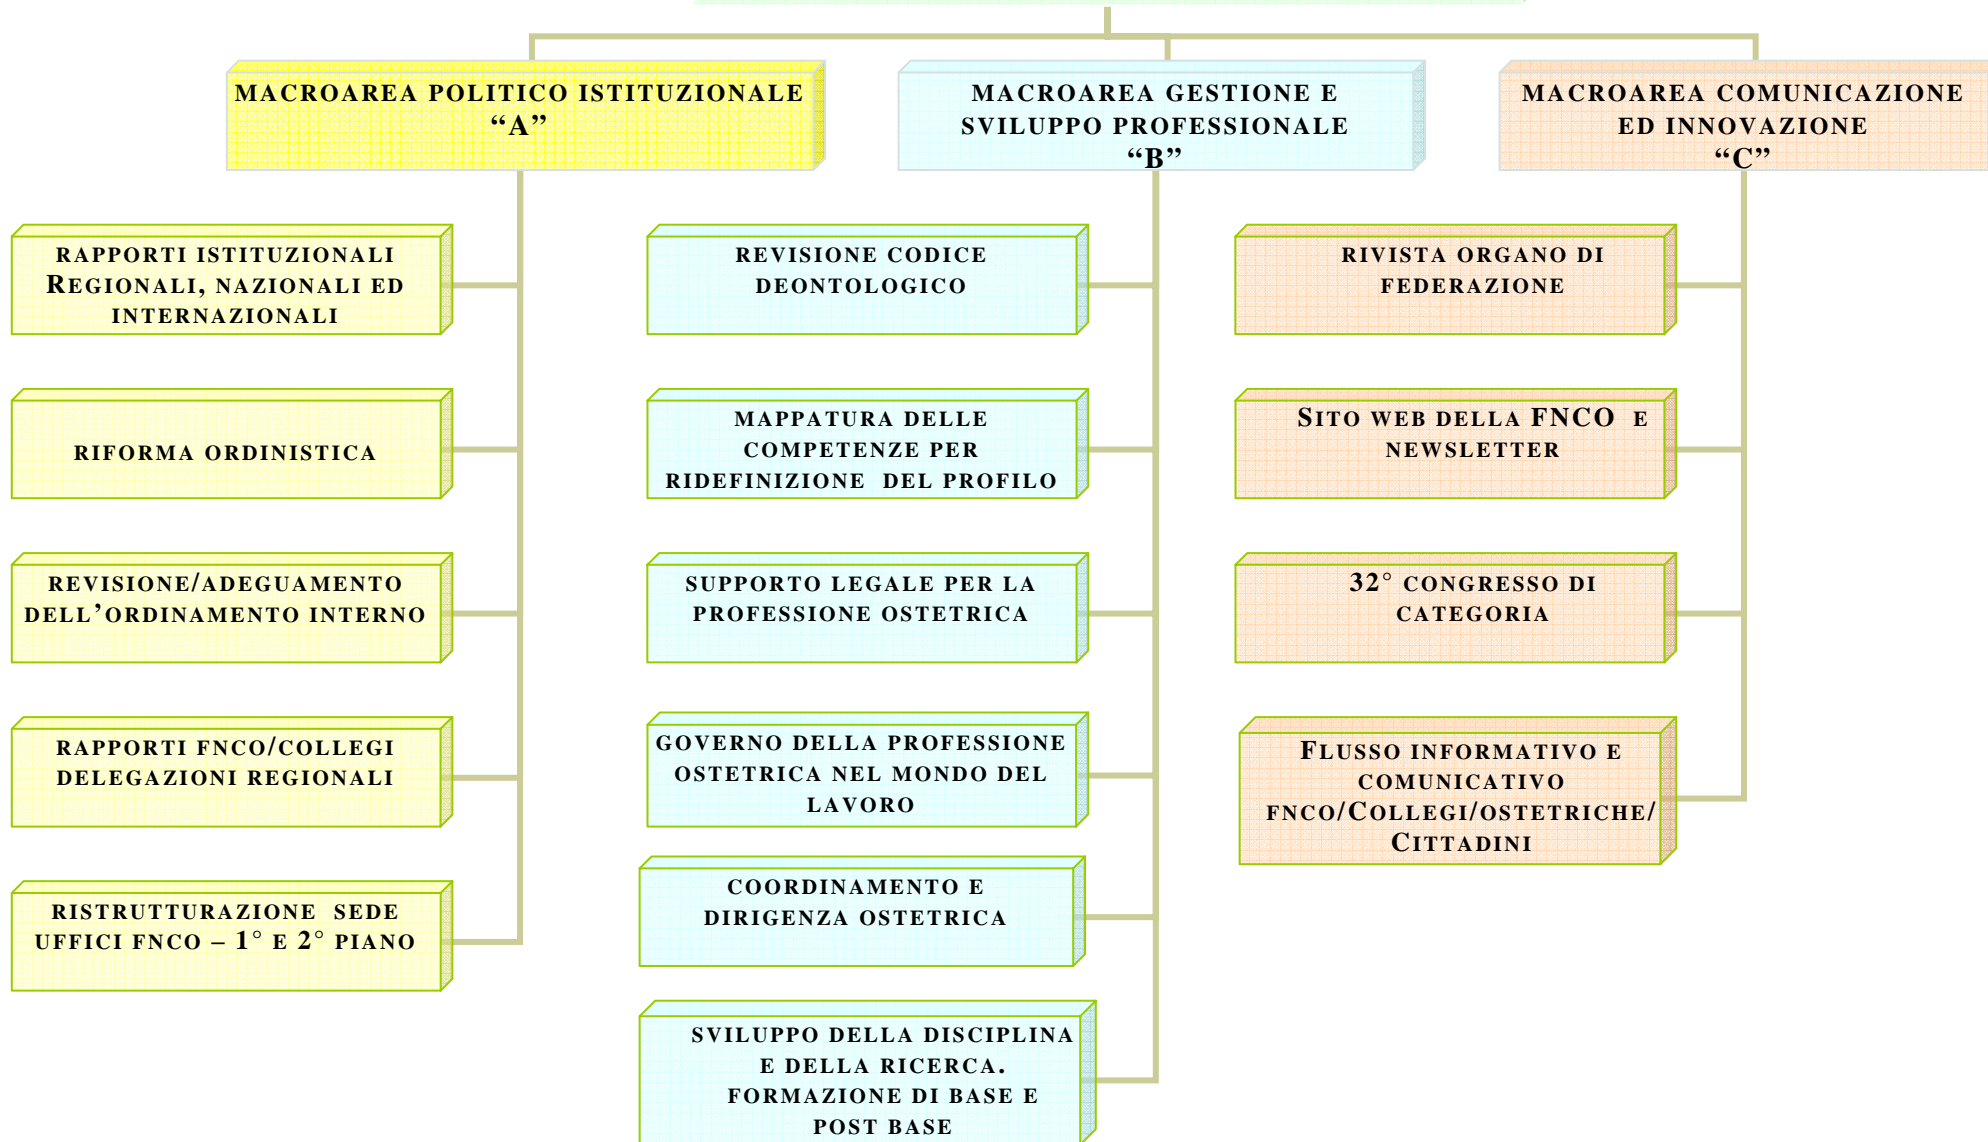 MACROAREA POLITICO ISTITUZIONALE
“A”
RAPPORTI ISTITUZIONALI
REGIONALI, NAZIONALI ED
INTERNAZIONALI
RIFORMA ORDINISTICA
REVISIONE/ADEGUAMENTO
DELL’ORDINAMENTO INTERNO
RAPPORTI FNCO/COLLEGI
DELEGAZIONI REGIONALI
RISTRUTTURAZIONE SEDE
UFFICI FNCO – 1° E 2° PIANO
MACROAREA GESTIONE E
SVILUPPO PROFESSIONALE
“B”
REVISIONE CODICE
DEONTOLOGICO
MAPPATURA DELLE
COMPETENZE PER
RIDEFINIZIONE DEL PROFILO
SUPPORTO LEGALE PER LA
PROFESSIONE OSTETRICA
GOVERNO DELLA PROFESSIONE
OSTETRICA NEL MONDO DEL
LAVORO
COORDINAMENTO E
DIRIGENZA OSTETRICA
SVILUPPO DELLA DISCIPLINA
E DELLA RICERCA.
FORMAZIONE DI BASE E
POST BASE
MACROAREA COMUNICAZIONE
ED INNOVAZIONE
“C”
RIVISTA ORGANO DI
FEDERAZIONE
SITO WEB DELLA FNCO E
NEWSLETTER
32° CONGRESSO DI
CATEGORIA
FLUSSO INFORMATIVO E
COMUNICATIVO
FNCO/COLLEGI/OSTETRICHE/
CITTADINI